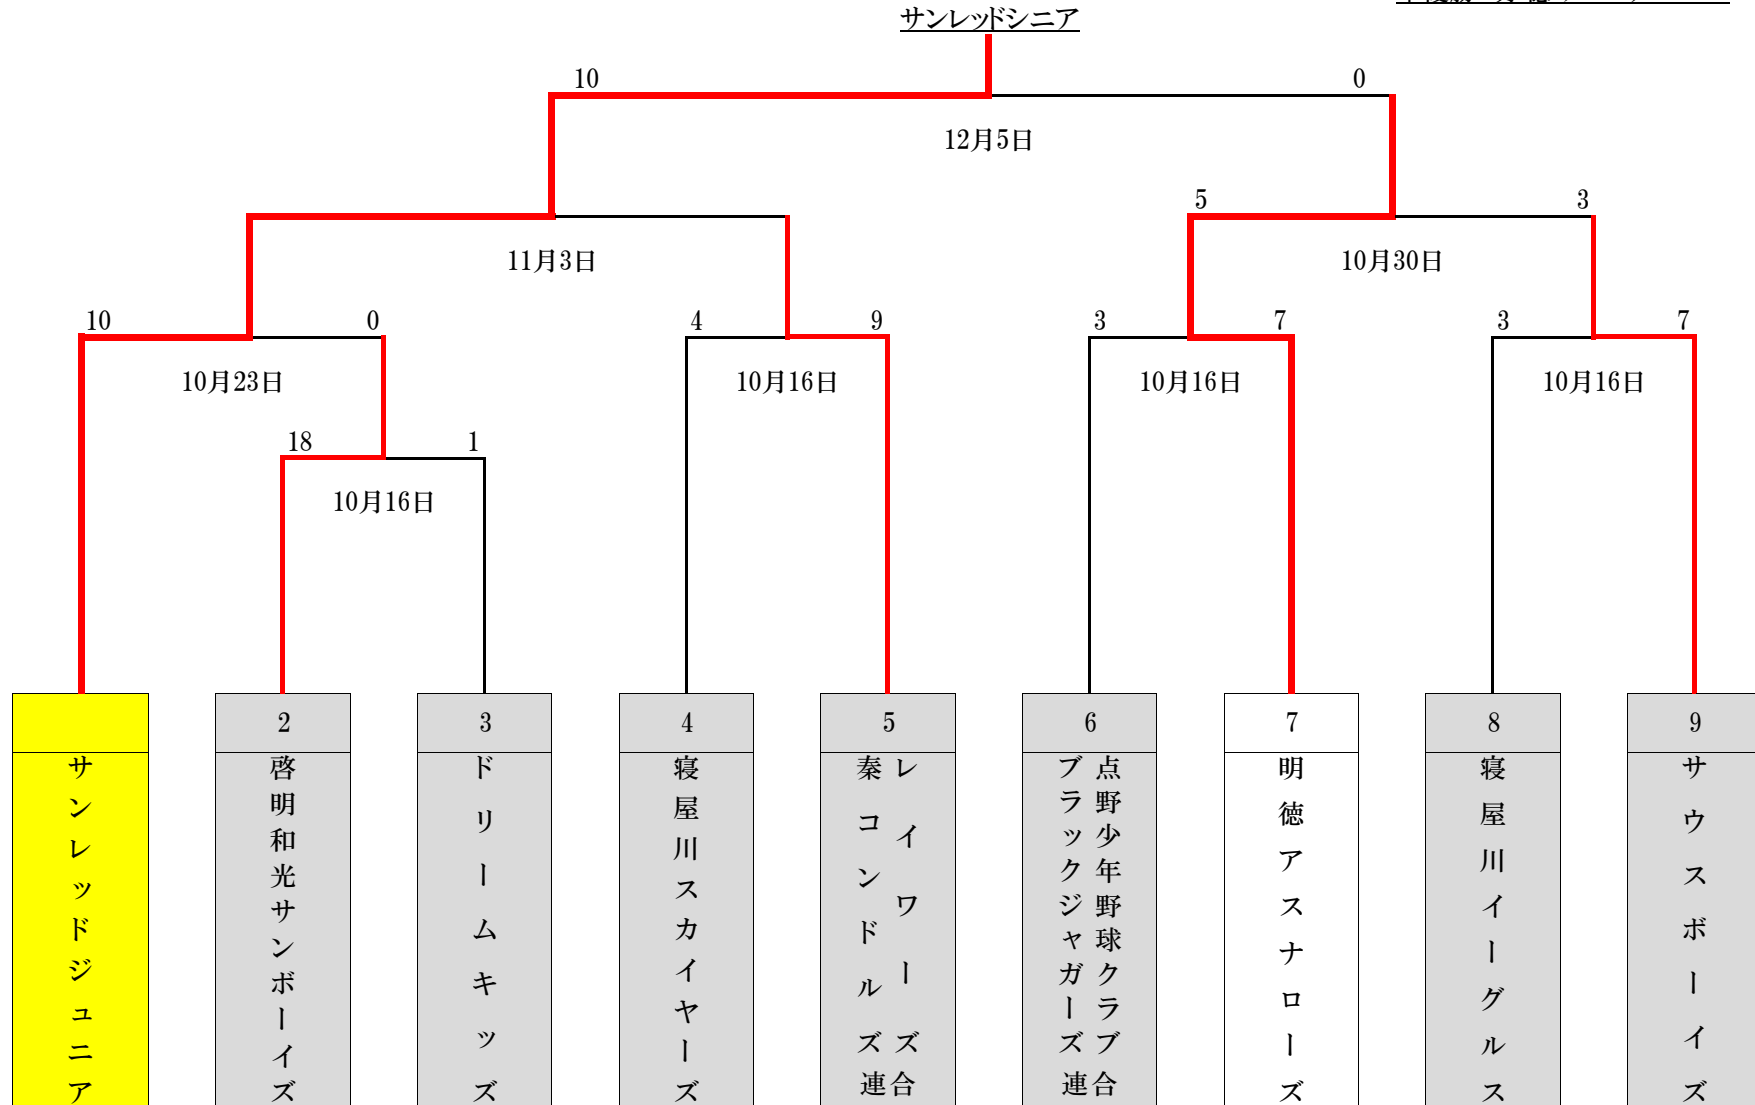 サンレッドシニア
10
0
12月5日
5
3
11月3日
10月30日
10
0
4
9
3
7
3
7
10月23日
10月16日
10月16日
10月16日
18
1
10月16日
サンレッドジュニア
2
啓明和光サンボーイズ
3
ドリームキッズ
4
寝屋川スカイヤーズ
5
レイワーズ
秦コンドルズ
連合
6
点野少年野球クラブ
ブラックジャガーズ
連合
7
明徳アスナローズ
8
寝屋川イーグルス
9
サウスボーイズ